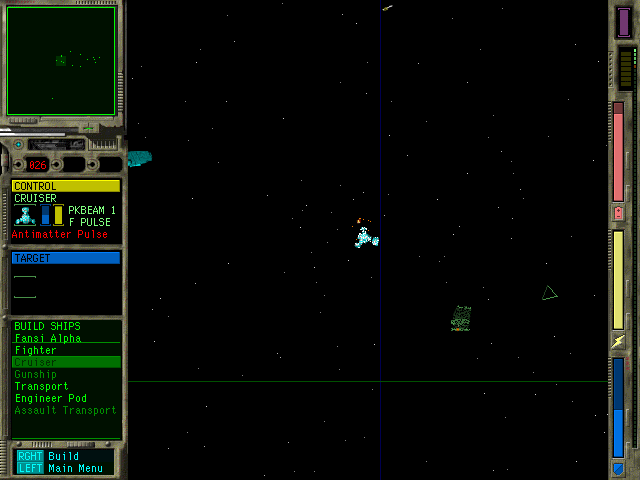 026
CONTROL
CRUISER
PKBEAM 1
F PULSE
Antimatter Pulse
TARGET
BUILD SHIPS
Fansi Alpha
Fighter
Cruiser
Gunship
Transport
Engineer Pod
Assault Transport
RGHT Build
LEFT Main Menu